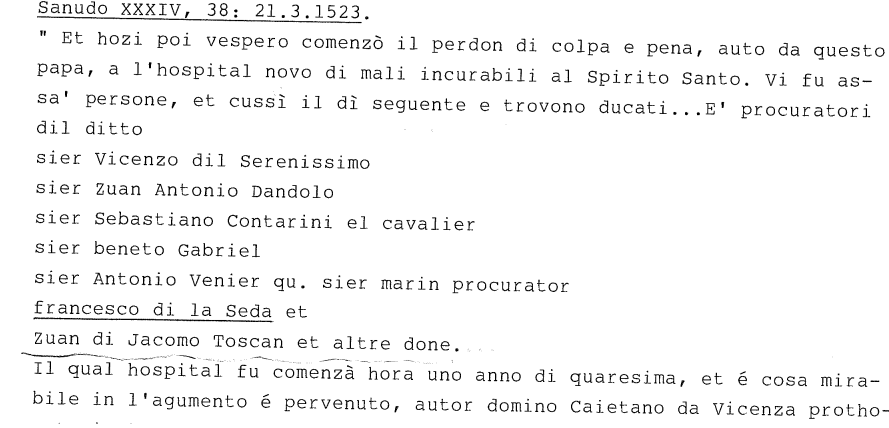 Sanudo XXXIV, 38: 21.3.1523.
" Et hozi poi vespero comenzò il perdon di colpa e pena, auto da questo
papa, a l'hospital novo di mali incurabili al Spirito Santo. Vi fu as-
sa' persone, et cussì il dì seguente e trovono ducati...E' procuratori
dil ditto
sier Vicenzo dil Serenissimo
sier Zuan Antonio Dandolo
sier Sebastiano Contarini el cavalier
sier beneto Gabriel
sier Antonio Venier qu. sier marin procurator
francesco di la Seda et
Zuan di Jacomo Toscan et altre done.
Il qual hospital fu comenzà hora uno anno di quaresima, et é cosa mira-
bile in l'agumento é pervenuto, autor domino Caietano da Vicenza protho-